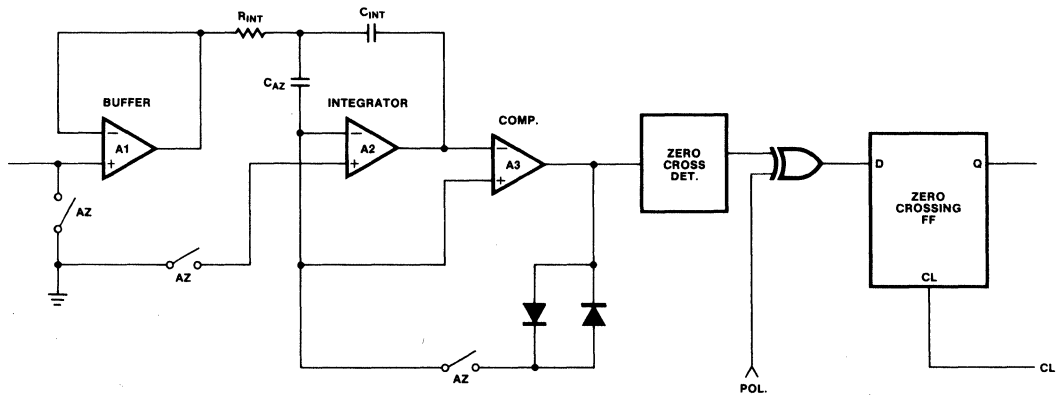 R_INT
C_INT
C_AZ
BUFFER
INTEGRATOR
COMP.
−
A1
+
−
A2
+
−
A3
+
ZERO
CROSS
DET.
D
Q
ZERO
CROSSING
FF
CL
AZ
AZ
AZ
POL.
CL